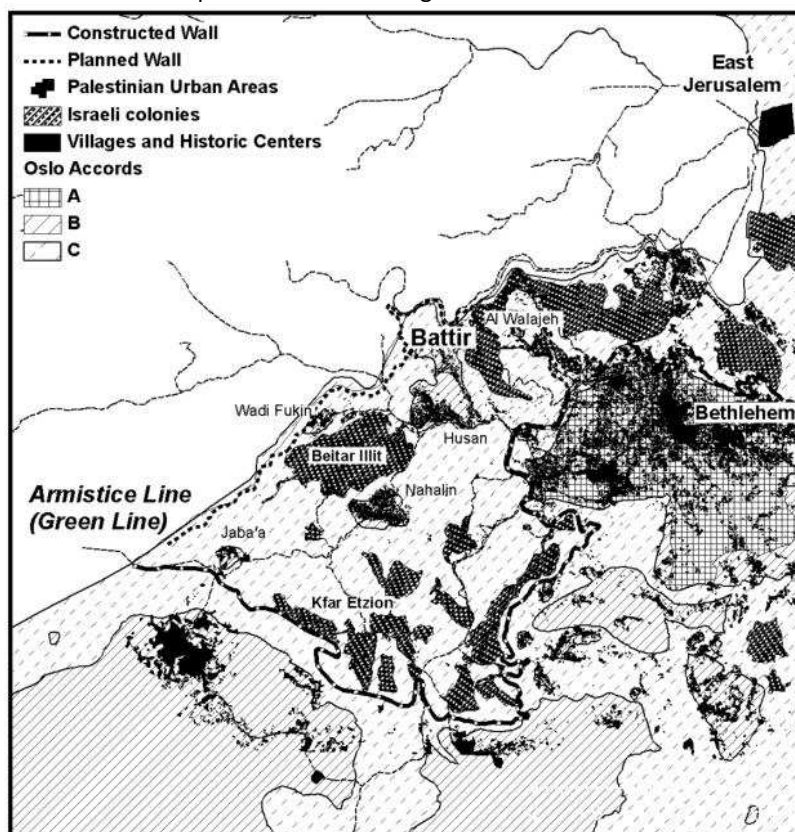 Constructed Wall
Planned Wall
Palestinian Urban Areas
Israeli colonies
Villages and Historic Centers
Oslo Accords
A
B
C
East
Jerusalem
Al Walajeh
Battir
Wadi Fukin
Bethlehem
Husan
Beitar Illit
Nahalin
Armistice Line
(Green Line)
Jaba'a
Kfar Etzion